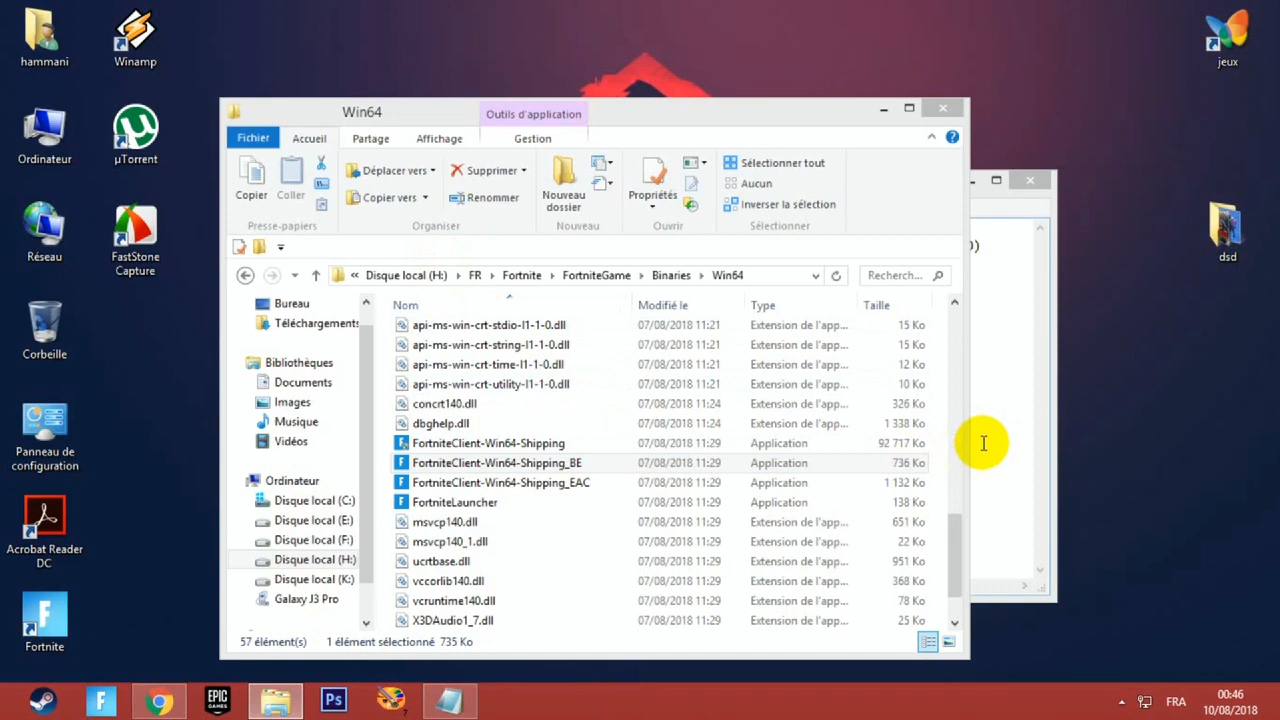 hammani
Winamp
jeux
Ordinateur
µTorrent
Réseau
FastStone
Capture
dsd
Corbeille
Panneau de
configuration
Acrobat Reader
DC
Fortnite
Win64
Outils d'application
Fichier
Accueil
Partage
Affichage
Gestion
Copier
Coller
Déplacer vers
Copier vers
Supprimer
Renommer
Nouveau
dossier
Propriétés
Sélectionner tout
Aucun
Inverser la sélection
Presse-papiers
Organiser
Nouveau
Ouvrir
Sélectionner
« Disque local (H:) FR Fortnite FortniteGame Binaries Win64
Recherch...
Bureau
Téléchargements
Bibliothèques
Documents
Images
Musique
Vidéos
Ordinateur
Disque local (C:)
Disque local (E:)
Disque local (F:)
Disque local (H:)
Disque local (K:)
Galaxy J3 Pro
Nom Modifié le Type Taille
api-ms-win-crt-stdio-l1-1-0.dll 07/08/2018 11:21 Extension de l'app... 15 Ko
api-ms-win-crt-string-l1-1-0.dll 07/08/2018 11:21 Extension de l'app... 15 Ko
api-ms-win-crt-time-l1-1-0.dll 07/08/2018 11:21 Extension de l'app... 12 Ko
api-ms-win-crt-utility-l1-1-0.dll 07/08/2018 11:21 Extension de l'app... 10 Ko
concrt140.dll 07/08/2018 11:24 Extension de l'app... 326 Ko
dbghelp.dll 07/08/2018 11:24 Extension de l'app... 1 338 Ko
FortniteClient-Win64-Shipping 07/08/2018 11:29 Application 92 717 Ko
FortniteClient-Win64-Shipping_BE 07/08/2018 11:29 Application 736 Ko
FortniteClient-Win64-Shipping_EAC 07/08/2018 11:29 Application 1 132 Ko
FortniteLauncher 07/08/2018 11:29 Application 138 Ko
msvcp140.dll 07/08/2018 11:29 Extension de l'app... 651 Ko
msvcp140_1.dll 07/08/2018 11:29 Extension de l'app... 22 Ko
ucrtbase.dll 07/08/2018 11:29 Extension de l'app... 951 Ko
vccorlib140.dll 07/08/2018 11:29 Extension de l'app... 368 Ko
vcruntime140.dll 07/08/2018 11:29 Extension de l'app... 78 Ko
X3DAudio1_7.dll 07/08/2018 11:29 Extension de l'app... 25 Ko
57 élément(s) 1 élément sélectionné 735 Ko
EPIC
GAMES
Ps
FRA
00:46
10/08/2018